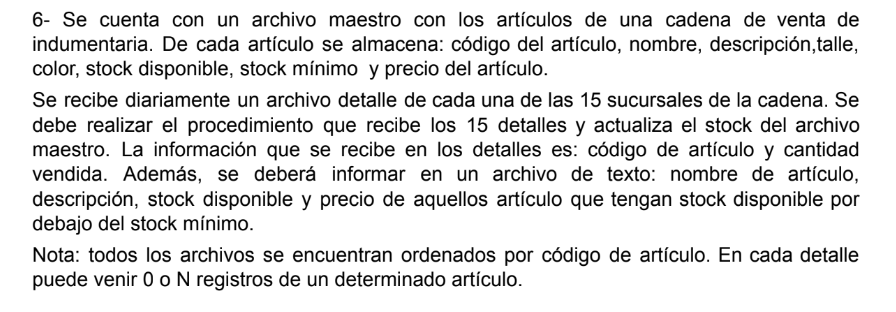 6- Se cuenta con un archivo maestro con los artículos de una cadena de venta de
indumentaria. De cada artículo se almacena: código del artículo, nombre, descripción,talle,
color, stock disponible, stock mínimo  y precio del artículo.
Se recibe diariamente un archivo detalle de cada una de las 15 sucursales de la cadena. Se
debe realizar el procedimiento que recibe los 15 detalles y actualiza el stock del archivo
maestro. La información que se recibe en los detalles es: código de artículo y cantidad
vendida. Además, se deberá informar en un archivo de texto: nombre de artículo,
descripción, stock disponible y precio de aquellos artículo que tengan stock disponible por
debajo del stock mínimo.
Nota: todos los archivos se encuentran ordenados por código de artículo. En cada detalle
puede venir 0 o N registros de un determinado artículo.